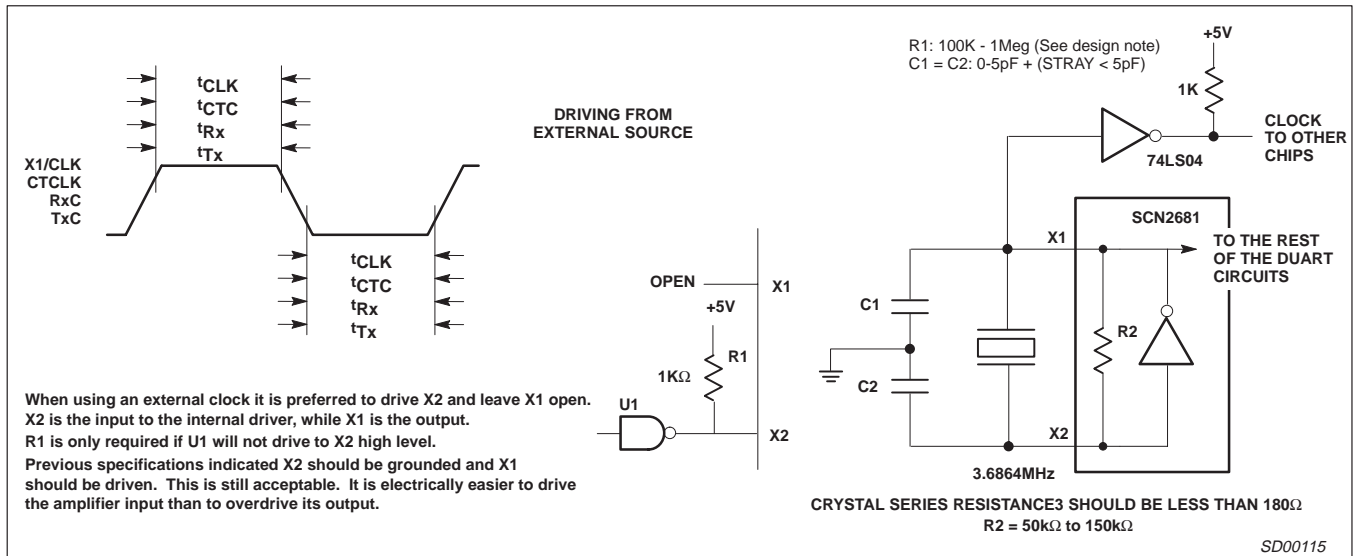 tCLK
tCTC
tRx
tTx
X1/CLK
CTCLK
RxC
TxC
tCLK
tCTC
tRx
tTx
When using an external clock it is preferred to drive X2 and leave X1 open.
X2 is the input to the internal driver, while X1 is the output.
R1 is only required if U1 will not drive to X2 high level.
Previous specifications indicated X2 should be grounded and X1
should be driven. This is still acceptable. It is electrically easier to drive
the amplifier input than to overdrive its output.
DRIVING FROM
EXTERNAL SOURCE
OPEN
X1
+5V
R1
1KΩ
U1
X2
R1: 100K - 1Meg (See design note)
C1 = C2: 0-5pF + (STRAY < 5pF)
+5V
1K
74LS04
CLOCK
TO OTHER
CHIPS
SCN2681
X1
TO THE REST
OF THE DUART
CIRCUITS
C1
R2
C2
X2
3.6864MHz
CRYSTAL SERIES RESISTANCE3 SHOULD BE LESS THAN 180Ω
R2 = 50kΩ to 150kΩ
SD00115